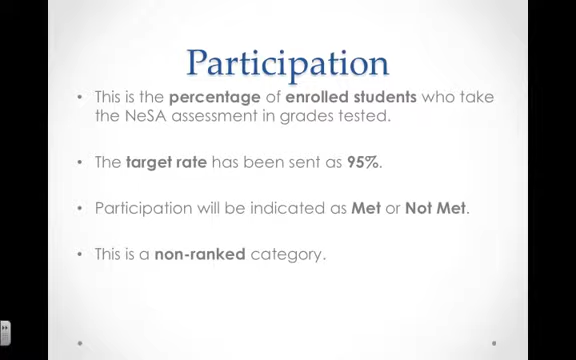 Participation
• This is the percentage of enrolled students who take
the NeSA assessment in grades tested.
• The target rate has been sent as 95%.
• Participation will be indicated as Met or Not Met.
• This is a non-ranked category.